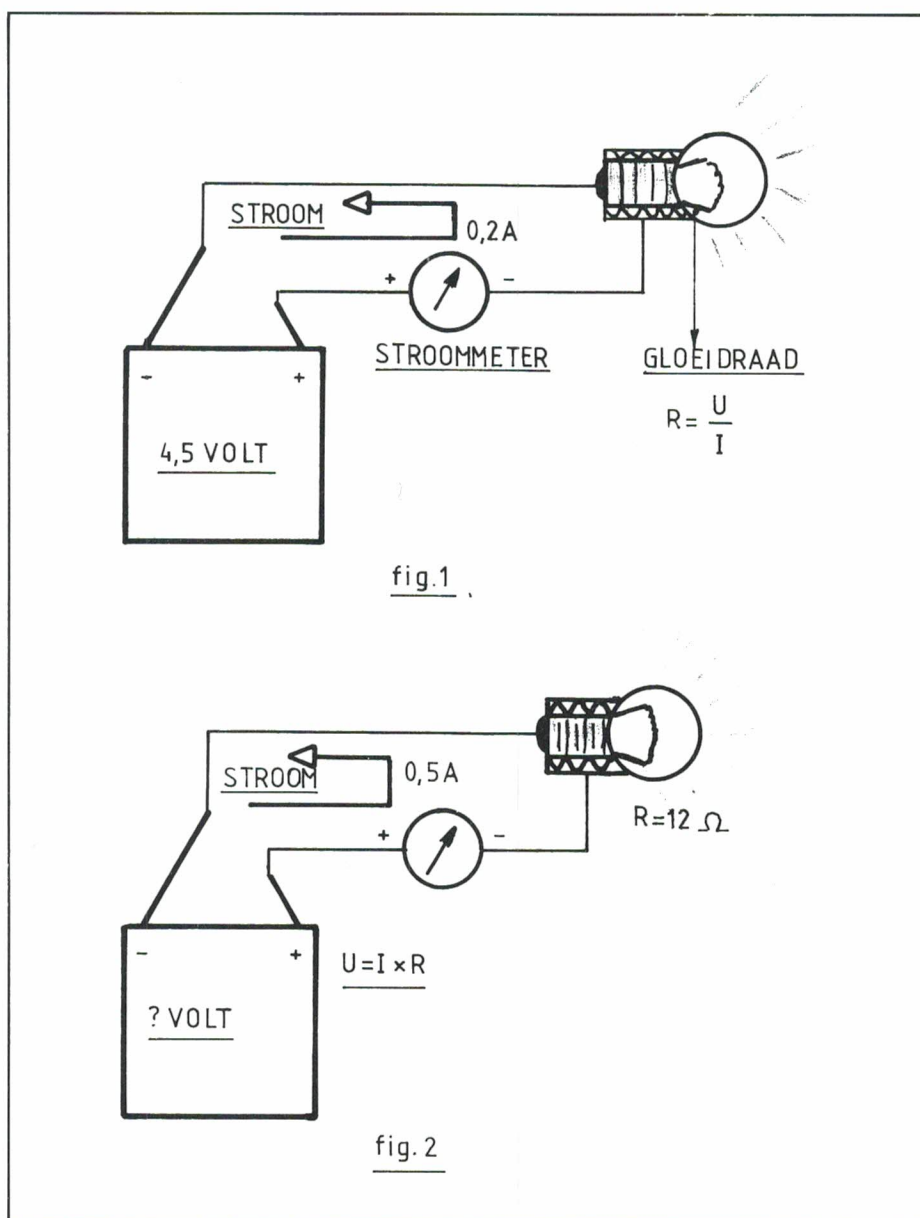 STROOM
0,2A
+ -
STROOMMETER
GLOEIDRAAD
R= U
I
- +
4,5 VOLT
fig.1
STROOM
0,5A
+ -
R=12 Ω
- +
U=I×R
? VOLT
fig. 2